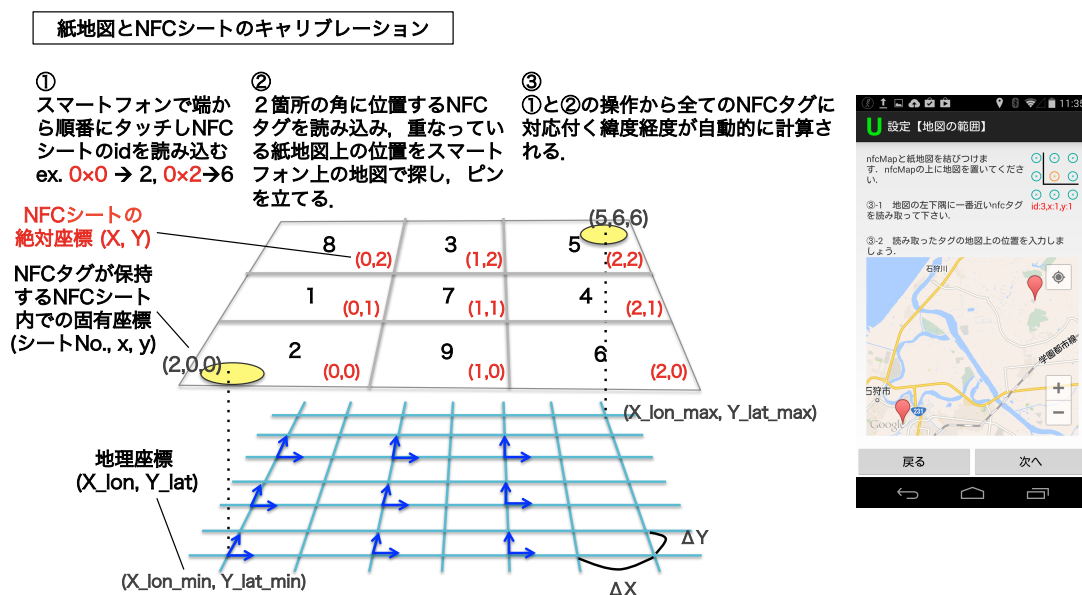 紙地図とNFCシートのキャリブレーション
①
スマートフォンで端か
ら順番にタッチしNFC
シートのidを読み込む
ex. 0×0 → 2, 0×2→6
②
２箇所の角に位置するNFC
タグを読み込み，重なってい
る紙地図上の位置をスマート
フォン上の地図で探し，ピン
を立てる．
③
①と②の操作から全てのNFCタグに
対応付く緯度経度が自動的に計算さ
れる．
NFCシートの
絶対座標 (X, Y)
NFCタグが保持
するNFCシート
内での固有座標
(シートNo., x, y)
(5,6,6)
8
(0,2)
3
(1,2)
5
(2,2)
1
(0,1)
7
(1,1)
4
(2,1)
(2,0,0)
2
(0,0)
9
(1,0)
6
(2,0)
(X_lon_max, Y_lat_max)
地理座標
(X_lon, Y_lat)
(X_lon_min, Y_lat_min)
ΔY
ΔX
11:35
設定【地図の範囲】
nfcMapと紙地図を結びつけま
す．nfcMapの上に地図を置いてくださ
い．
③-1　地図の左下隅に一番近いnfcタグ
を読み取って下さい．
id:3,x:1,y:1
③-2　読み取ったタグの地図上の位置を入力しま
しょう．
石狩川
学園都市線
石狩市
231
Google
+
−
戻る
次へ